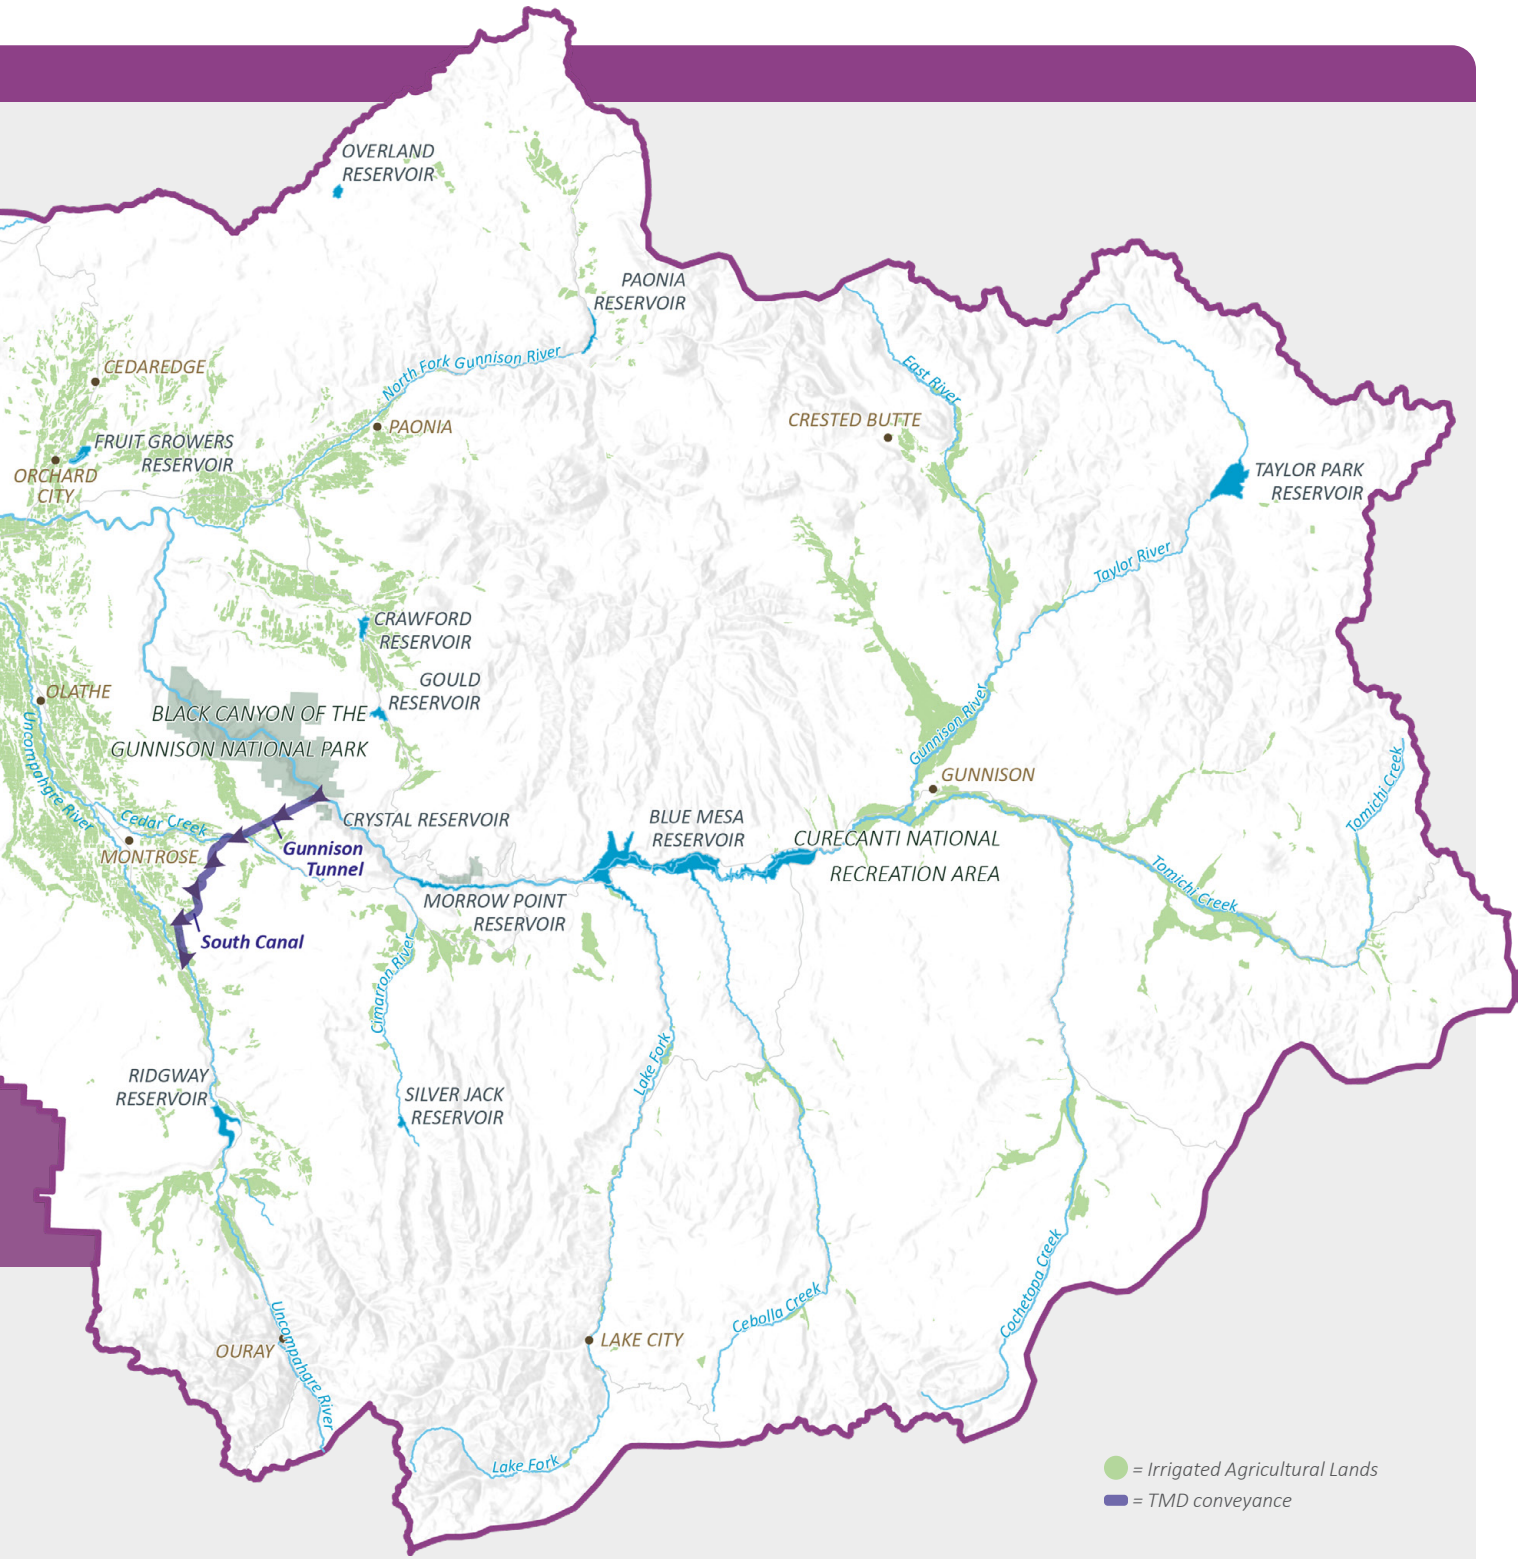 OVERLAND
RESERVOIR
PAONIA
RESERVOIR
CEDAREDGE
North Fork Gunnison River
East River
CRESTED BUTTE
PAONIA
FRUIT GROWERS
RESERVOIR
ORCHARD
CITY
TAYLOR PARK
RESERVOIR
Taylor River
CRAWFORD
RESERVOIR
GOULD
RESERVOIR
OLATHE
BLACK CANYON OF THE
GUNNISON NATIONAL PARK
Uncompahgre River
Gunnison River
GUNNISON
Tomichi Creek
Cedar Creek
CRYSTAL RESERVOIR
BLUE MESA
RESERVOIR
CURECANTI NATIONAL
RECREATION AREA
MONTROSE
Gunnison
Tunnel
Tomichi Creek
MORROW POINT
RESERVOIR
South Canal
Cimarron River
Lake Fork
RIDGWAY
RESERVOIR
SILVER JACK
RESERVOIR
Cochetopa Creek
Cebolla Creek
OURAY
Uncompahgre River
LAKE CITY
Lake Fork
= Irrigated Agricultural Lands
= TMD conveyance